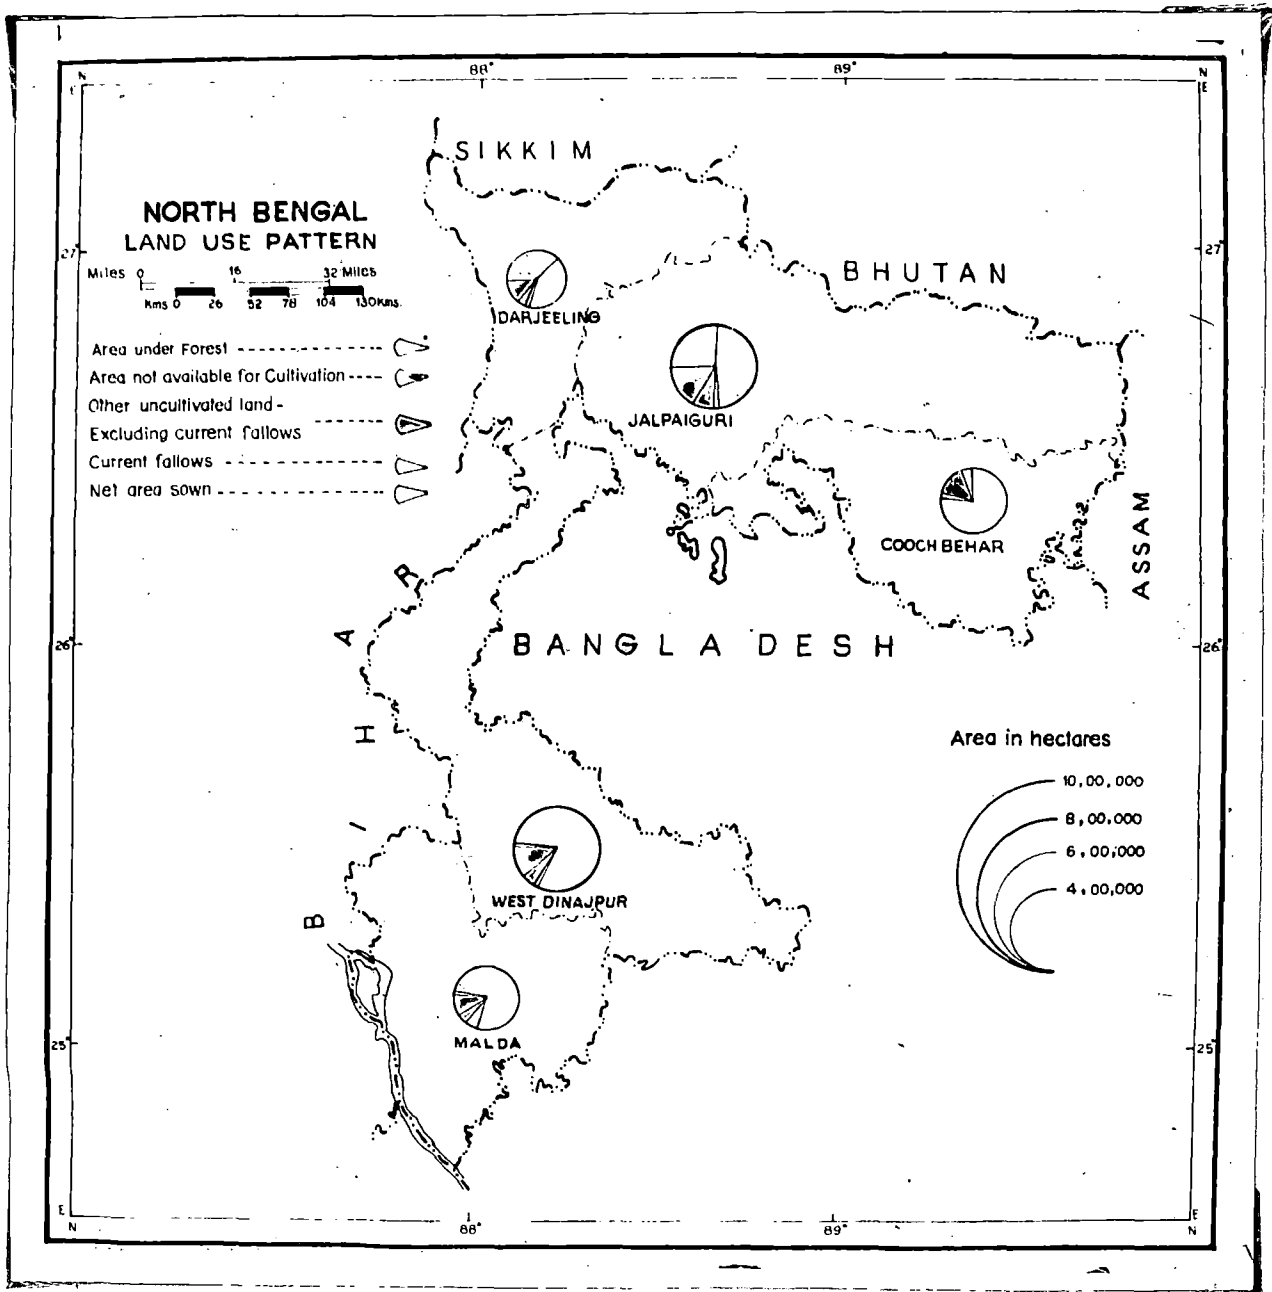 88° 89°
N N
E E
SIKKIM
NORTH BENGAL
LAND USE PATTERN
27° 27°
BHUTAN
Miles 0 16 32 Miles
Kms 0 26 52 78 104 130Kms.
DARJEELING
Area under Forest
Area not available for Cultivation
Other uncultivated land -
Excluding current fallows
Current fallows
Net area sown
JALPAIGURI
COOCH BEHAR
ASSAM
BANGLADESH
26° 26°
BIHAR
Area in hectares
10,00,000
8,00,000
6,00,000
4,00,000
WEST DINAJPUR
MALDA
25° 25°
E E
N N
88° 89°